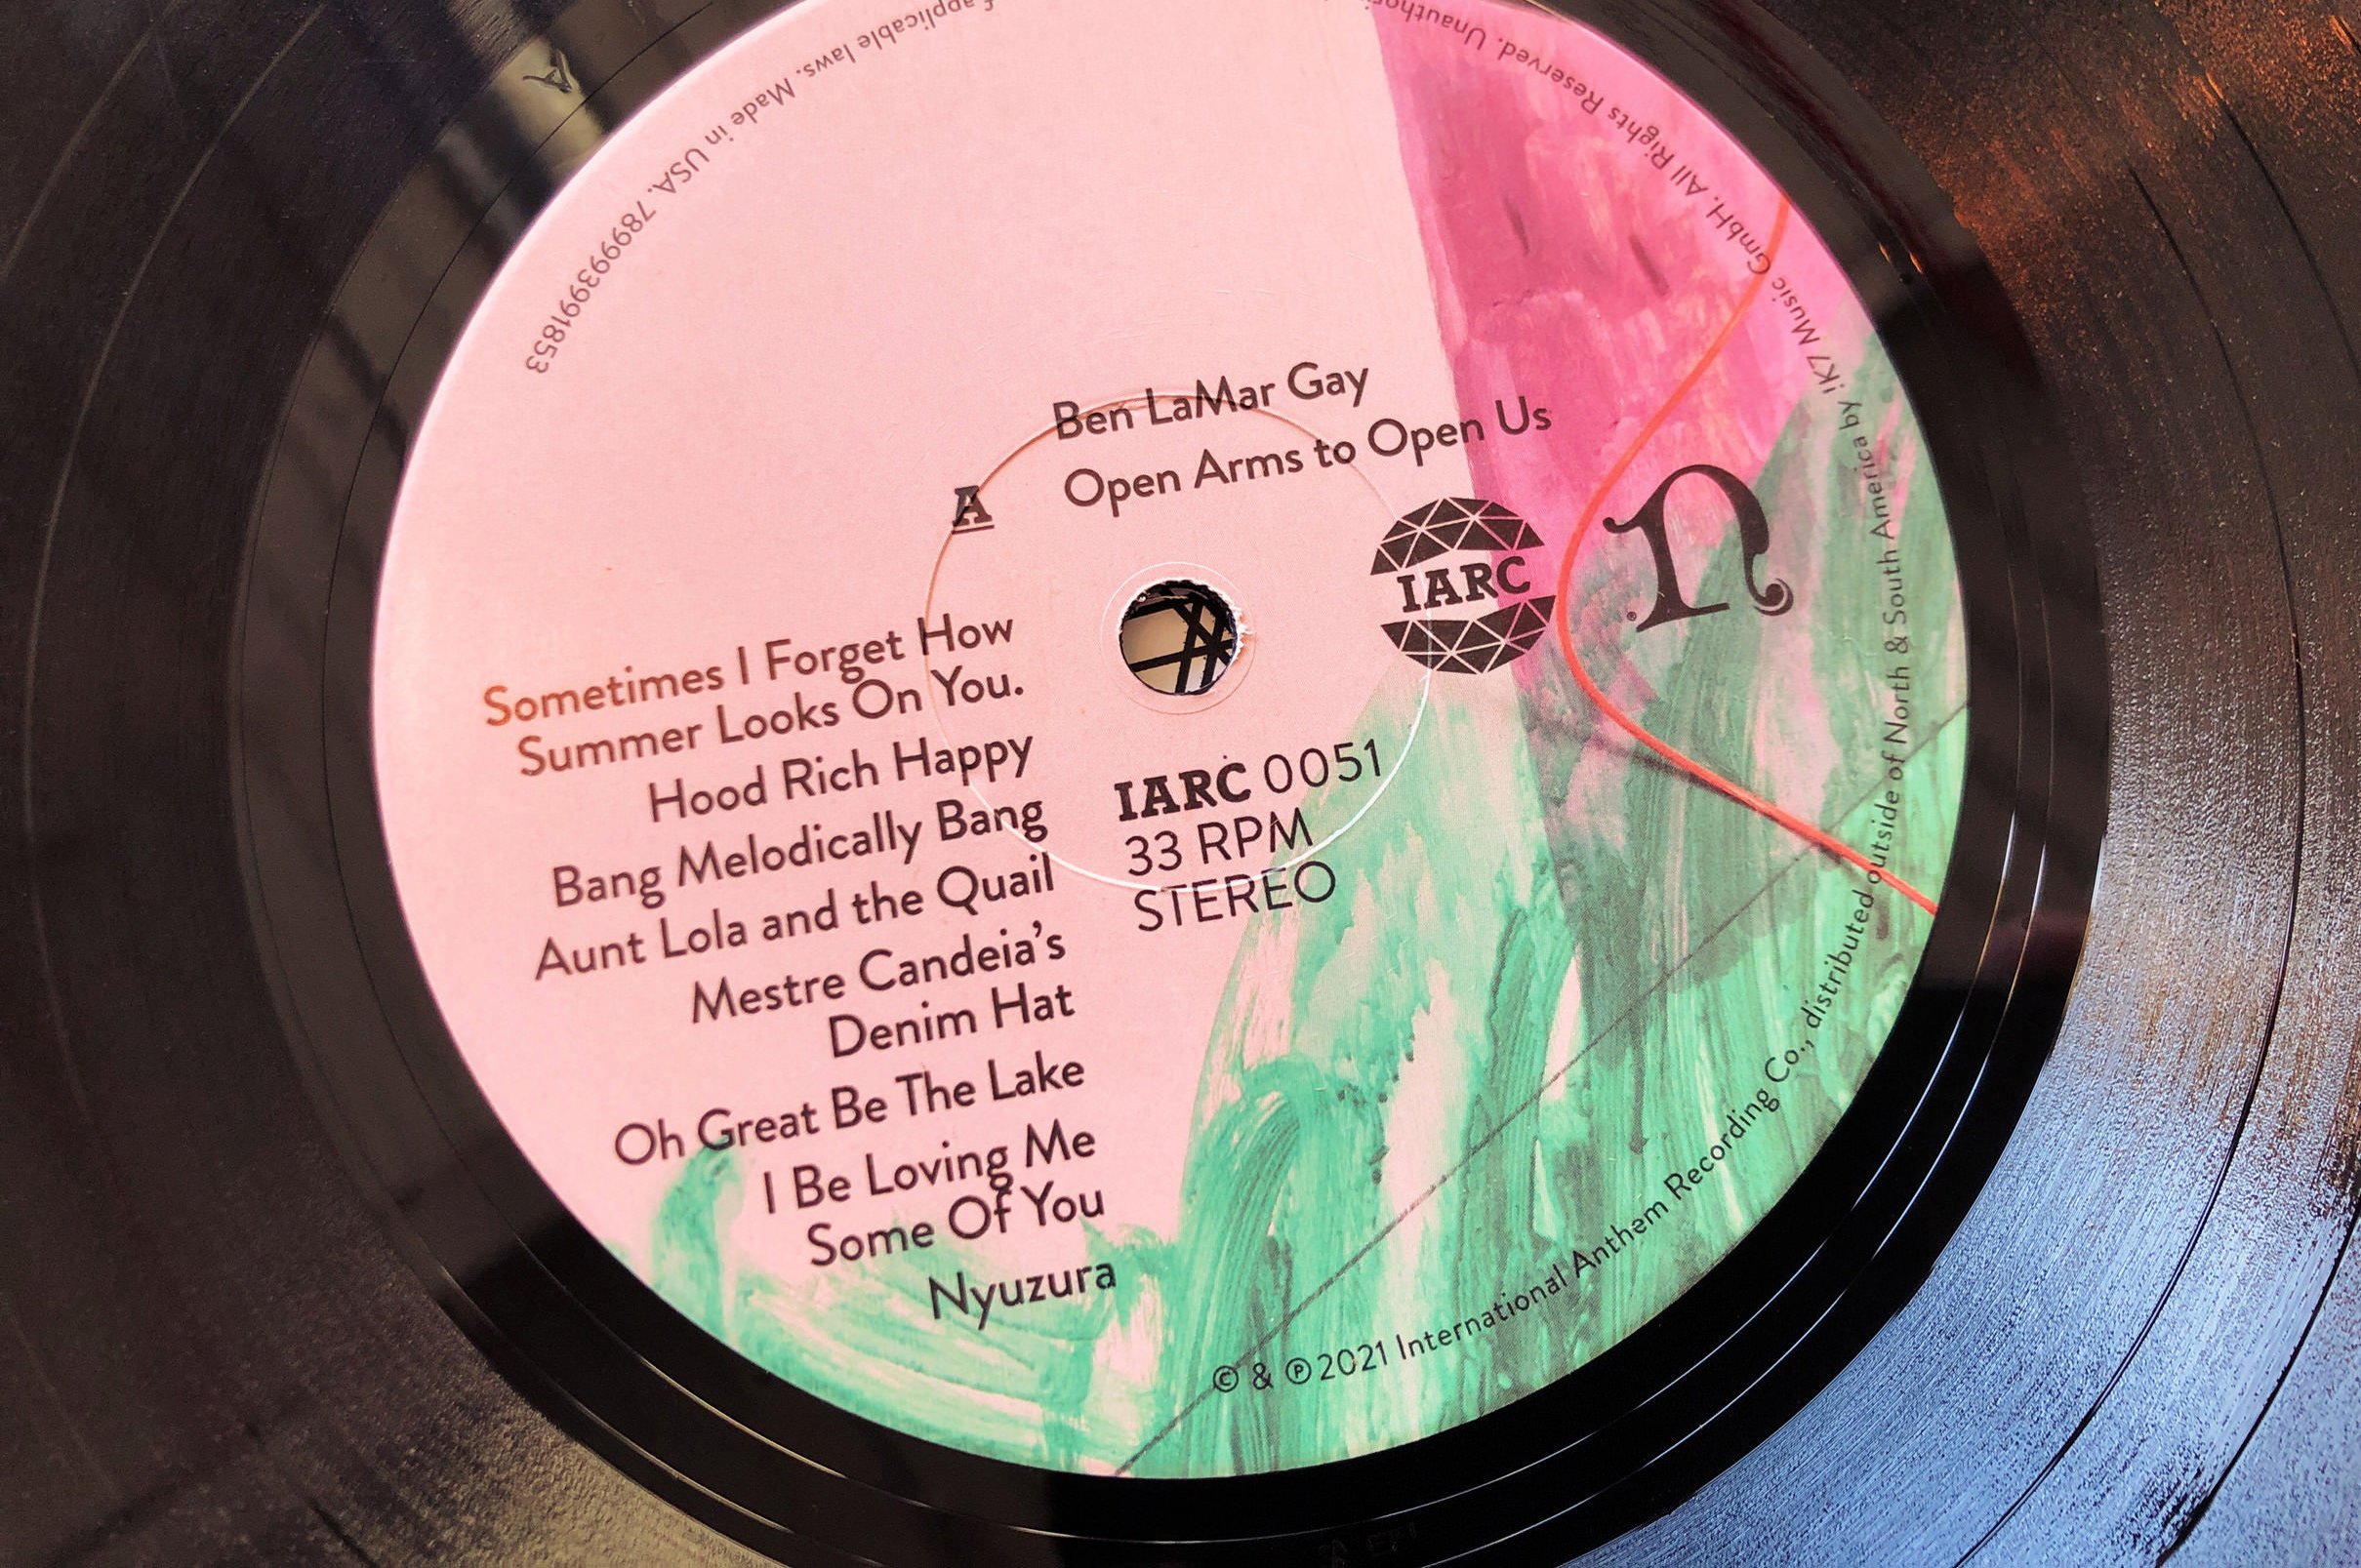 Ben LaMar Gay
Open Arms to Open Us
A
IARC
n
Sometimes I Forget How
Summer Looks On You.
Hood Rich Happy
Bang Melodically Bang
Aunt Lola and the Quail
Mestre Candeia's
Denim Hat
Oh Great Be The Lake
I Be Loving Me
Some Of You
Nyuzura
IARC 0051
33 RPM
STEREO
© & ℗ 2021 International Anthem Recording Co., distributed outside of North & South America by !K7 Music GmbH. All Rights Reserved.
applicable laws. Made in USA. 789993991853
A